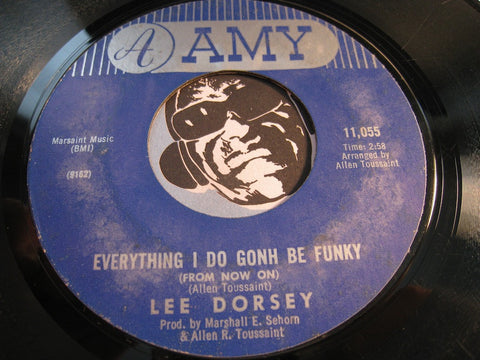 A AMY
Marsaint Music
(BMI)
(9162)
11,055
Time: 2:58
Arranged by
Allen Toussaint
EVERYTHING I DO GONH BE FUNKY
(FROM NOW ON)
(Allen Toussaint)
LEE DORSEY
Prod. by Marshall E. Sehorn
& Allen R. Toussaint